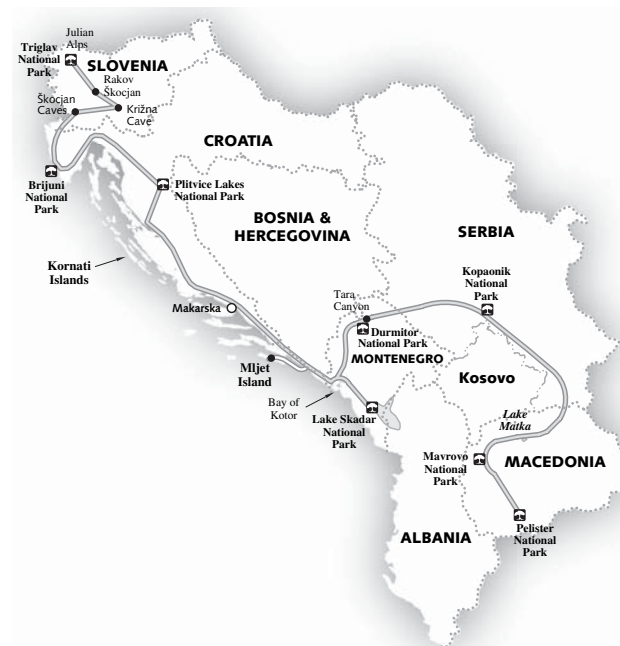 Julian
Alps
Triglav
National
Park
SLOVENIA
Rakov
Škocjan
Škocjan
Caves
Križna
Cave
CROATIA
Brijuni
National
Park
Plitvice Lakes
National Park
BOSNIA &
HERCEGOVINA
SERBIA
Kornati
Islands
Kopaonik
National
Park
Tara
Canyon
Makarska
Durmitor
National Park
MONTENEGRO
Mljet
Island
Kosovo
Bay of
Kotor
Lake Skadar
National
Park
Lake
Matka
Mavrovo
National
Park
MACEDONIA
ALBANIA
Pelister
National
Park